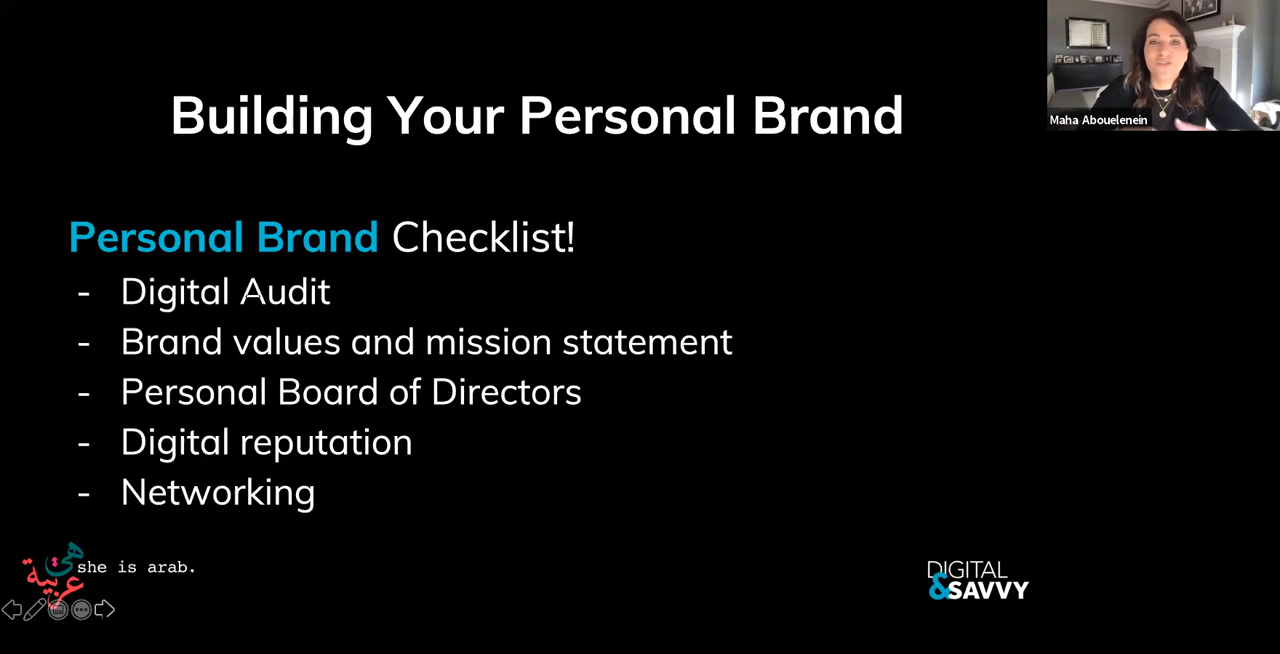 Building Your Personal Brand
Maha Abouelenein
Personal Brand Checklist!
- Digital Audit
- Brand values and mission statement
- Personal Board of Directors
- Digital reputation
- Networking
هي
عربية
she is arab.
DIGITAL
&SAVVY